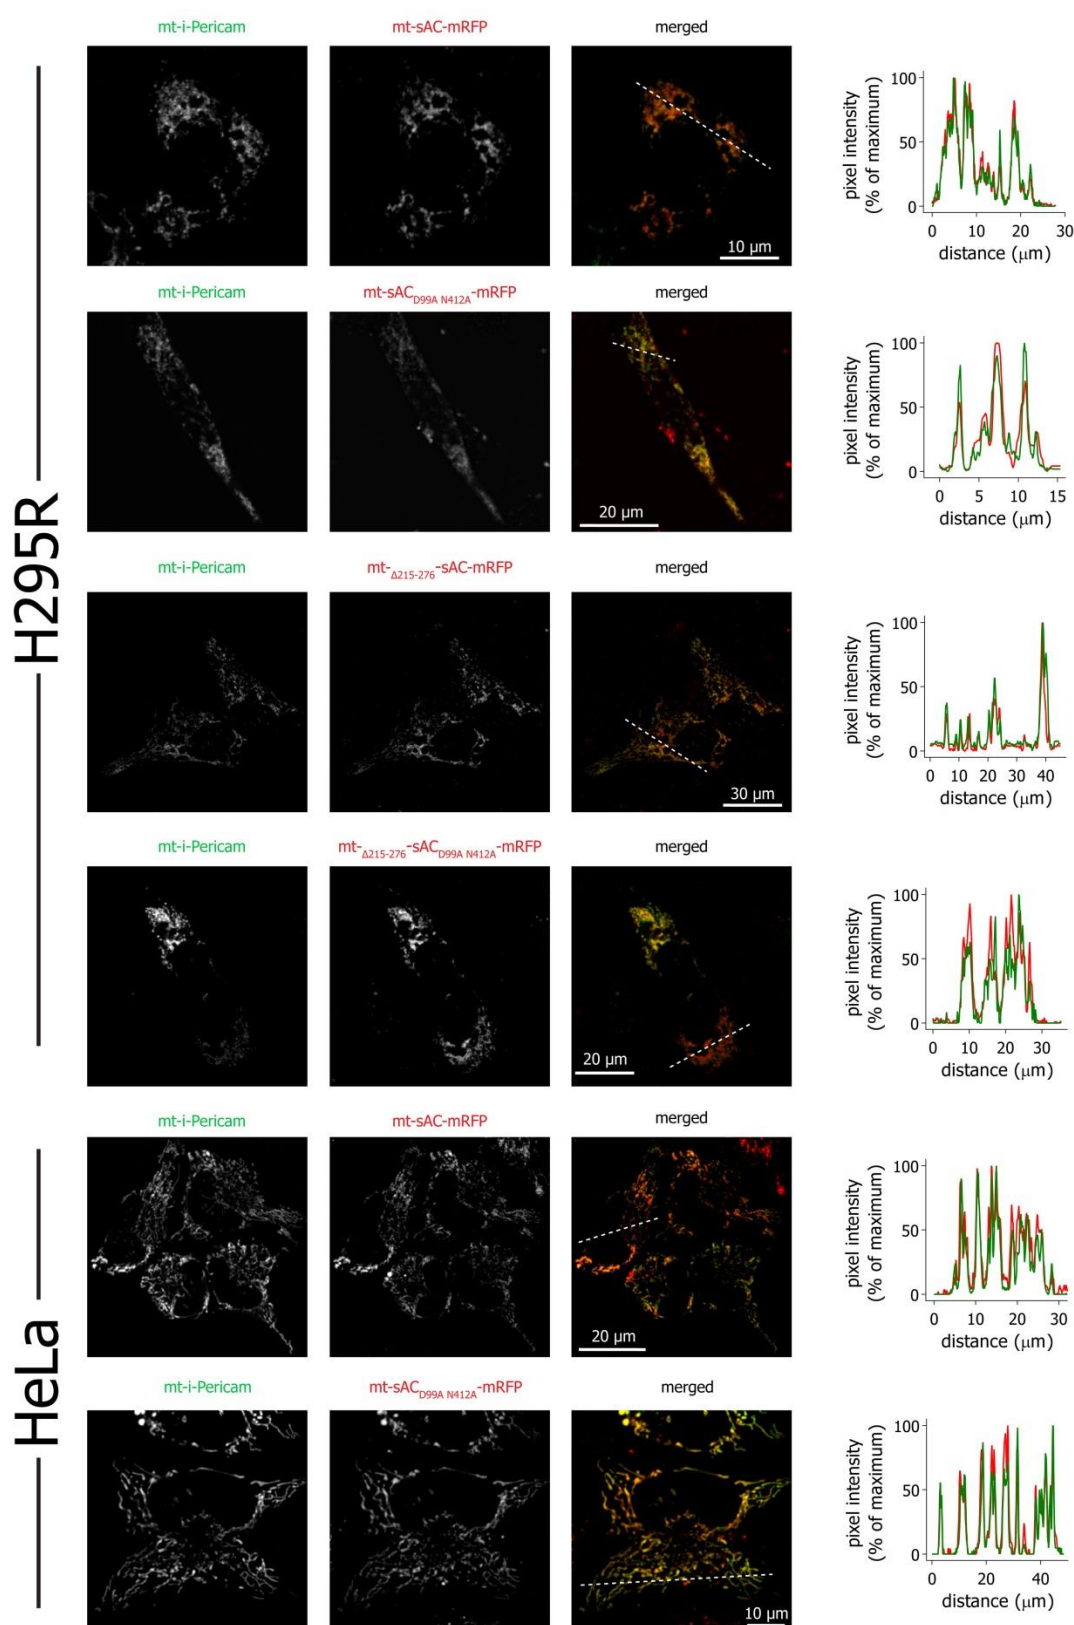 H295R
mt-i-Pericam mt-sAC-mRFP merged
10 µm
pixel intensity
(% of maximum)
100
50
0
0 10 20 30
distance (µm)
mt-i-Pericam mt-sAC D99A N412A-mRFP merged
20 µm
pixel intensity
(% of maximum)
100
50
0
0 5 10 15
distance (µm)
mt-i-Pericam mt-Δ215-276-sAC-mRFP merged
30 µm
pixel intensity
(% of maximum)
100
50
0
0 10 20 30 40
distance (µm)
mt-i-Pericam mt-Δ215-276-sAC D99A N412A-mRFP merged
20 µm
pixel intensity
(% of maximum)
100
50
0
0 10 20 30
distance (µm)
HeLa
mt-i-Pericam mt-sAC-mRFP merged
20 µm
pixel intensity
(% of maximum)
100
50
0
0 10 20 30
distance (µm)
mt-i-Pericam mt-sAC D99A N412A-mRFP merged
10 µm
pixel intensity
(% of maximum)
100
50
0
0 20 40
distance (µm)